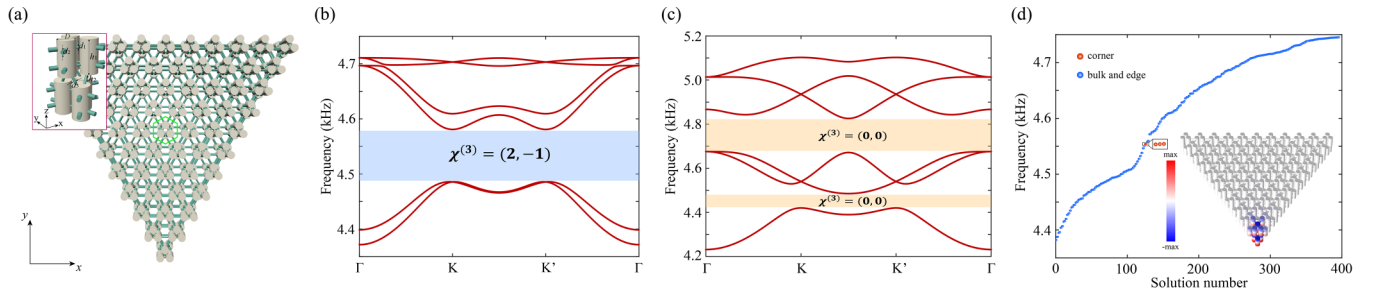 (a)
D
z
y
x
y
x
(b)
Frequency (kHz)
4.7
4.6
4.5
4.4
χ⁽³⁾ = (2, −1)
Γ
K
K'
Γ
(c)
Frequency (kHz)
5.2
5.0
4.8
4.6
4.4
4.2
χ⁽³⁾ = (0, 0)
χ⁽³⁾ = (0, 0)
Γ
K
K'
Γ
(d)
Frequency (kHz)
4.7
4.6
4.5
4.4
corner
bulk and edge
max
-max
0
100
200
300
400
Solution number